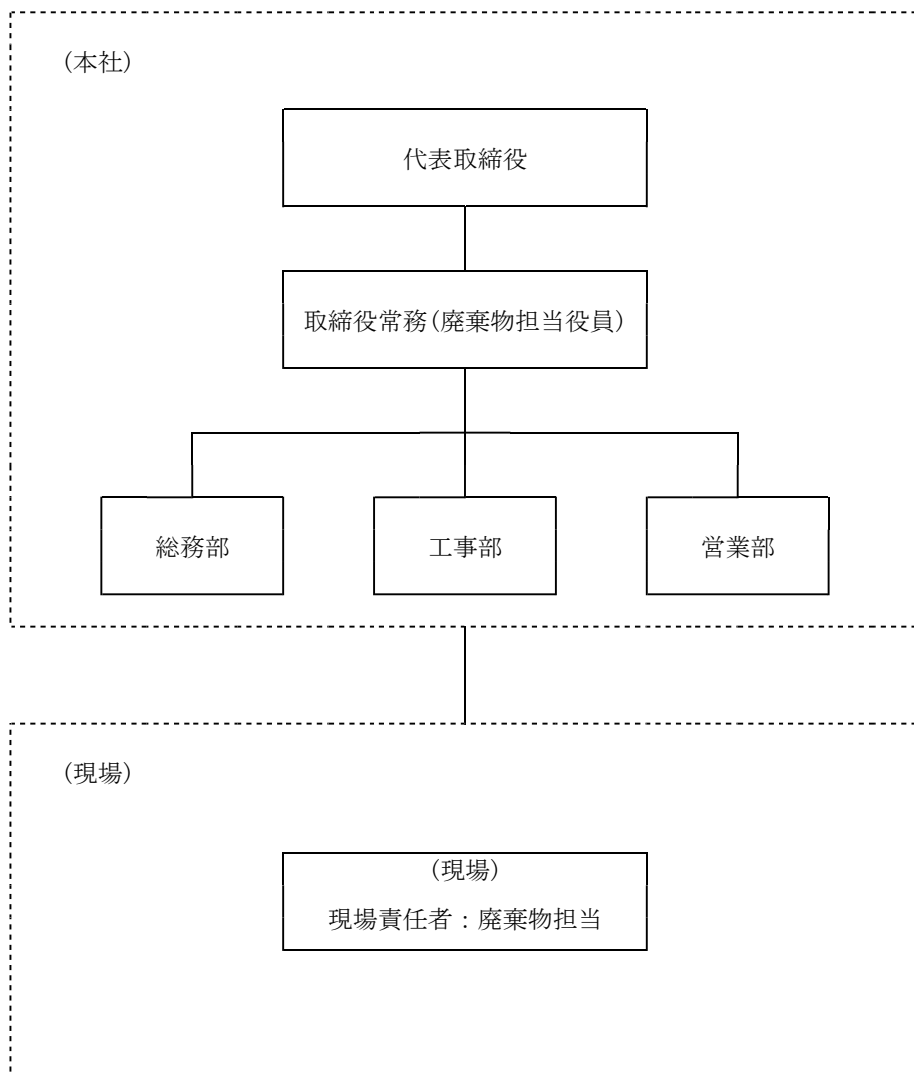 (本社)
代表取締役
取締役常務(廃棄物担当役員)
総務部
工事部
営業部
(現場)
(現場)
現場責任者：廃棄物担当